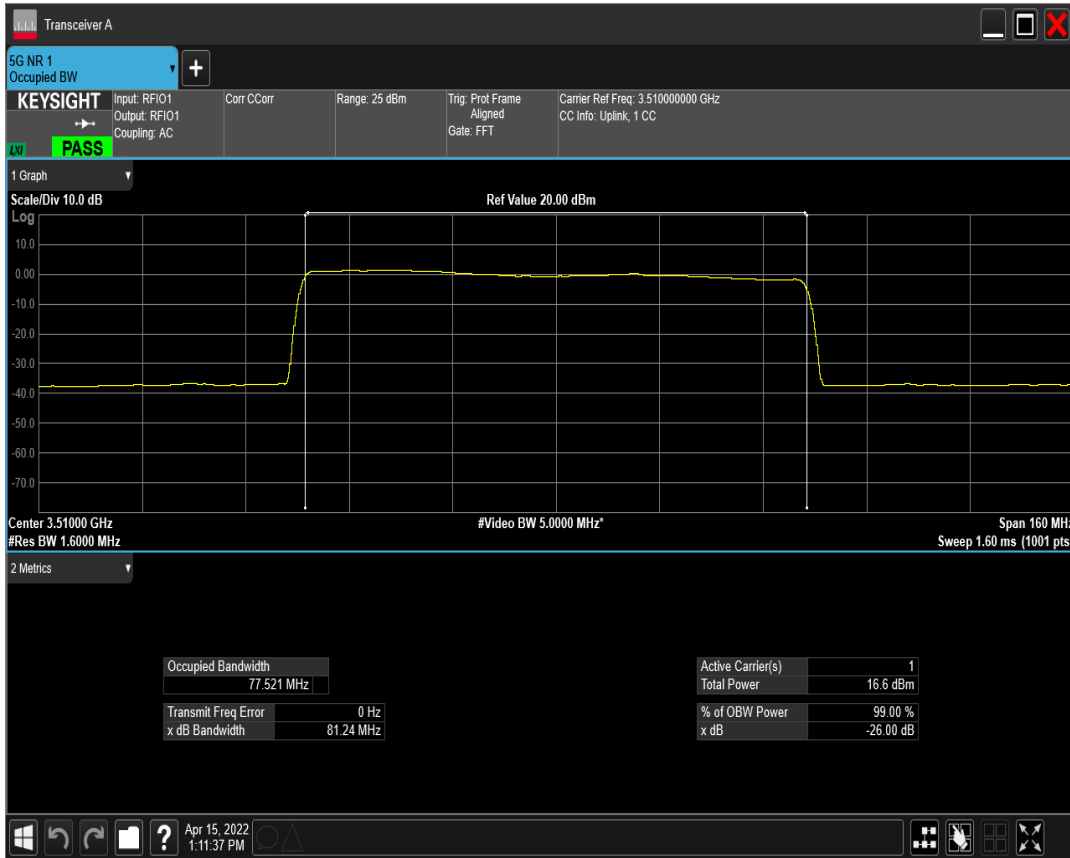 Transceiver A
5G NR 1
Occupied BW
KEYSIGHT
Input: RFIO1
Output: RFIO1
Coupling: AC
Corr CCorr
Range: 25 dBm
Trig: Prot Frame
Aligned
Gate: FFT
Carrier Ref Freq: 3.510000000 GHz
CC Info: Uplink, 1 CC
LXI
PASS
1 Graph
Scale/Div 10.0 dB
Ref Value 20.00 dBm
Log
10.0
0.00
-10.0
-20.0
-30.0
-40.0
-50.0
-60.0
-70.0
Center 3.51000 GHz
#Video BW 5.0000 MHz*
Span 160 MHz
#Res BW 1.6000 MHz
Sweep 1.60 ms (1001 pts
2 Metrics
Occupied Bandwidth
77.521 MHz
Transmit Freq Error 0 Hz
x dB Bandwidth 81.24 MHz
Active Carrier(s) 1
Total Power 16.6 dBm
% of OBW Power 99.00 %
x dB -26.00 dB
?
Apr 15, 2022
1:11:37 PM